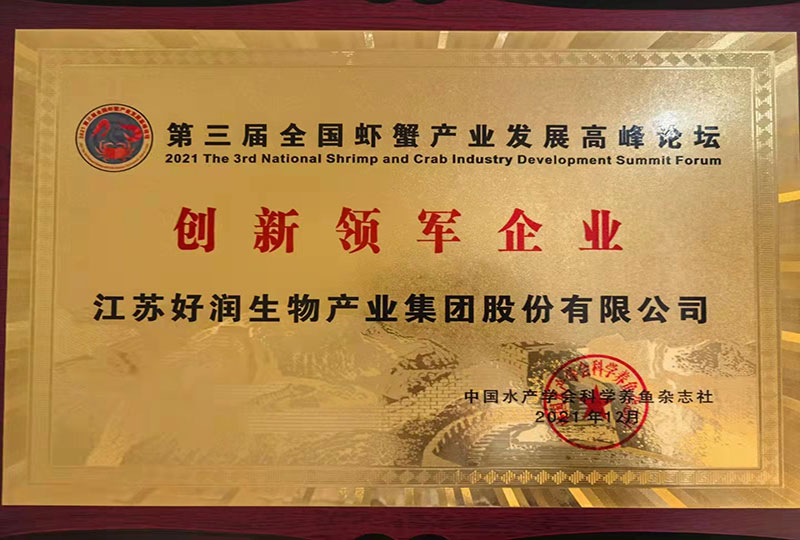 第三届全国虾蟹产业发展高峰论坛
2021 The 3rd National Shrimp and Crab Industry Development Summit Forum
创新领军企业
江苏好润生物产业集团股份有限公司
中国水产学会科学养鱼杂志社
2021年12月